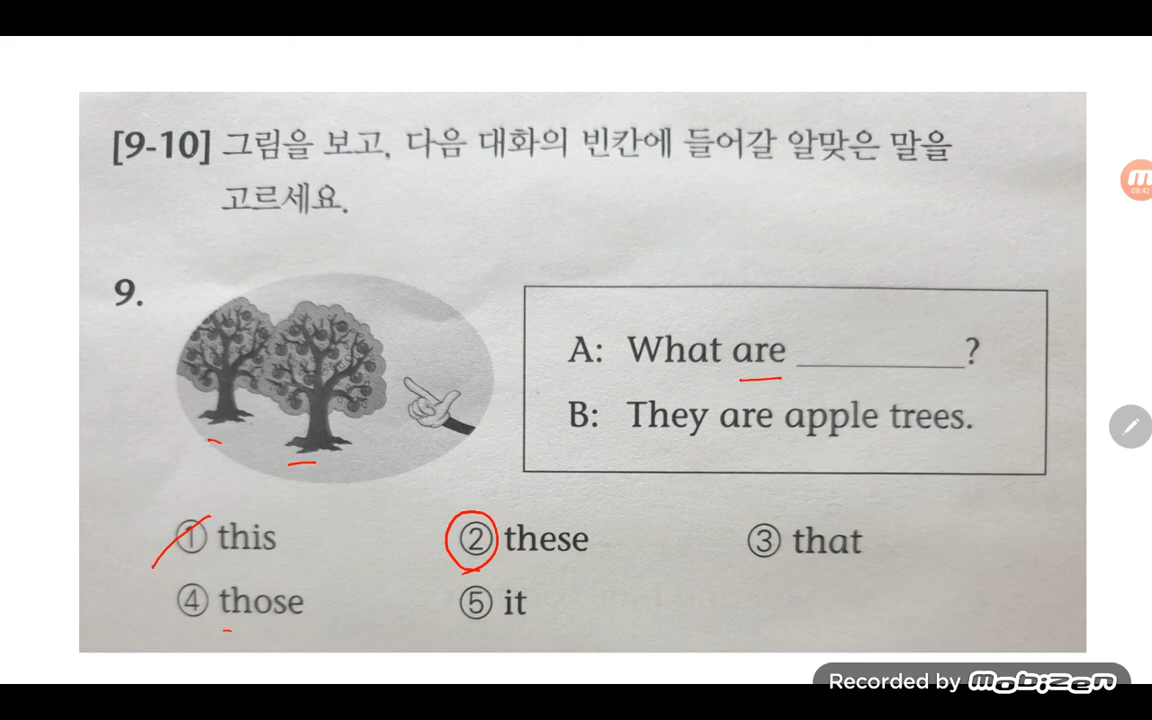 [9-10] 그림을 보고, 다음 대화의 빈칸에 들어갈 알맞은 말을
고르세요.
9.
A: What are ________?
B: They are apple trees.
① this ② these ③ that
④ those ⑤ it
08:42
Recorded by mobizen